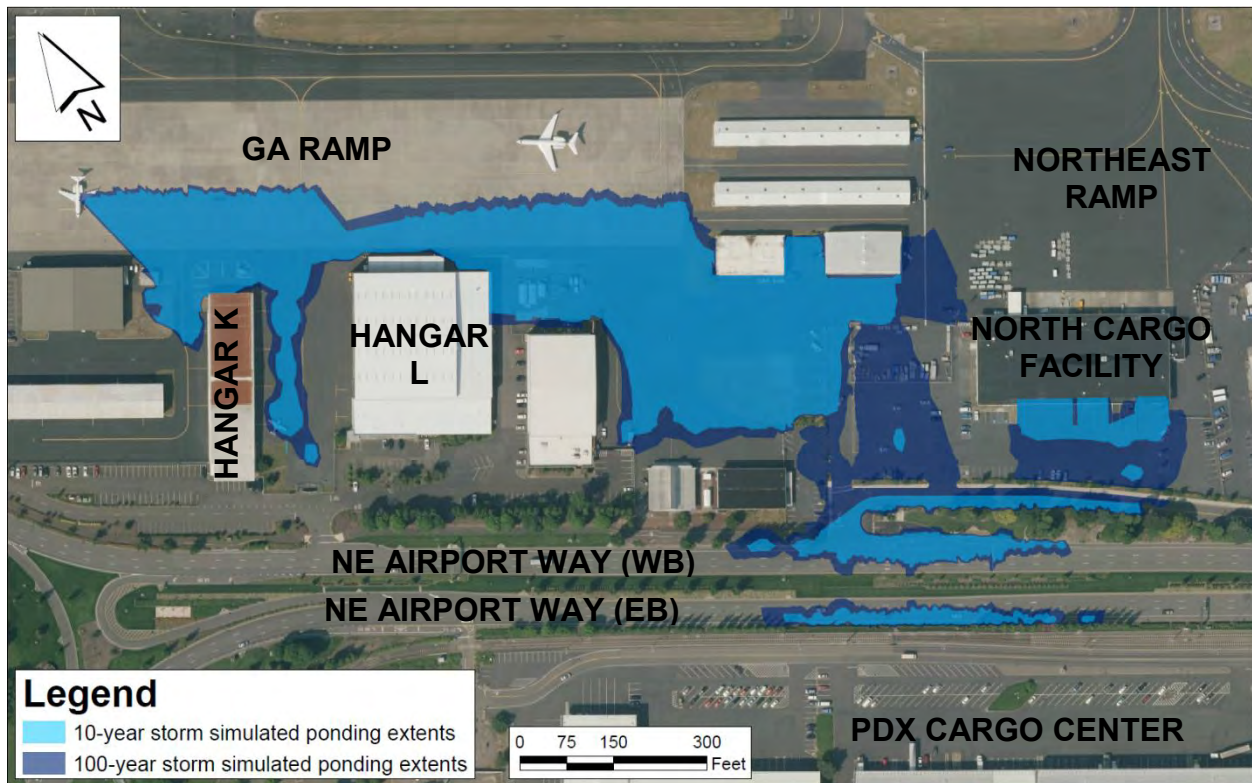 N
GA RAMP
NORTHEAST
RAMP
HANGAR K
HANGAR
L
NORTH CARGO
FACILITY
NE AIRPORT WAY (WB)
NE AIRPORT WAY (EB)
PDX CARGO CENTER
Legend
10-year storm simulated ponding extents
100-year storm simulated ponding extents
0 75 150 300
Feet